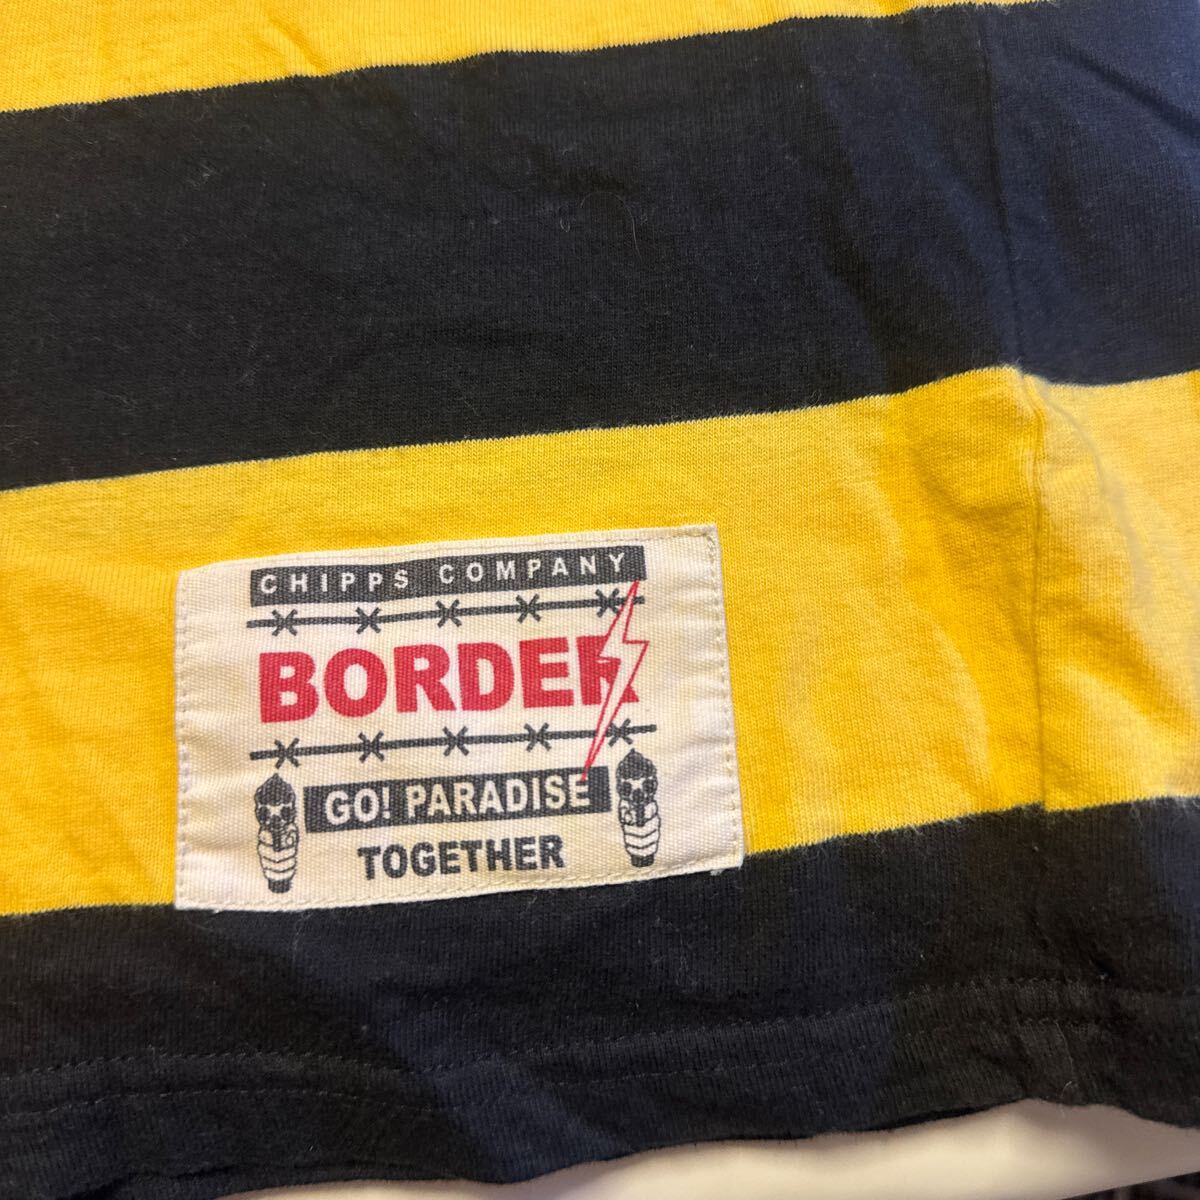 CHIPPS COMPANY
BORDER
GO! PARADISE
TOGETHER